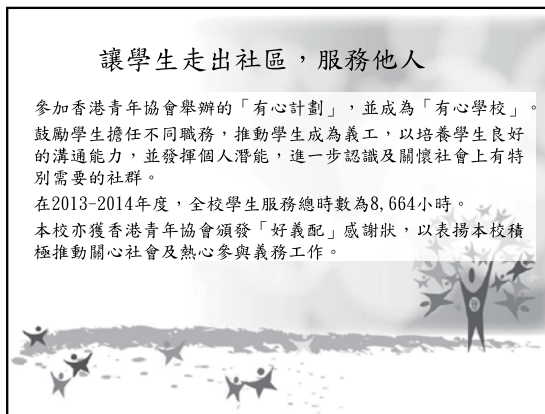 讓學生走出社區，服務他人
參加香港青年協會舉辦的「有心計劃」，並成為「有心學校」。
鼓勵學生擔任不同職務，推動學生成為義工，以培養學生良好
的溝通能力，並發揮個人潛能，進一步認識及關懷社會上有特
別需要的社群。
在2013-2014年度，全校學生服務總時數為8,664小時。
本校亦獲香港青年協會頒發「好義配」感謝狀，以表揚本校積
極推動關心社會及熱心參與義務工作。